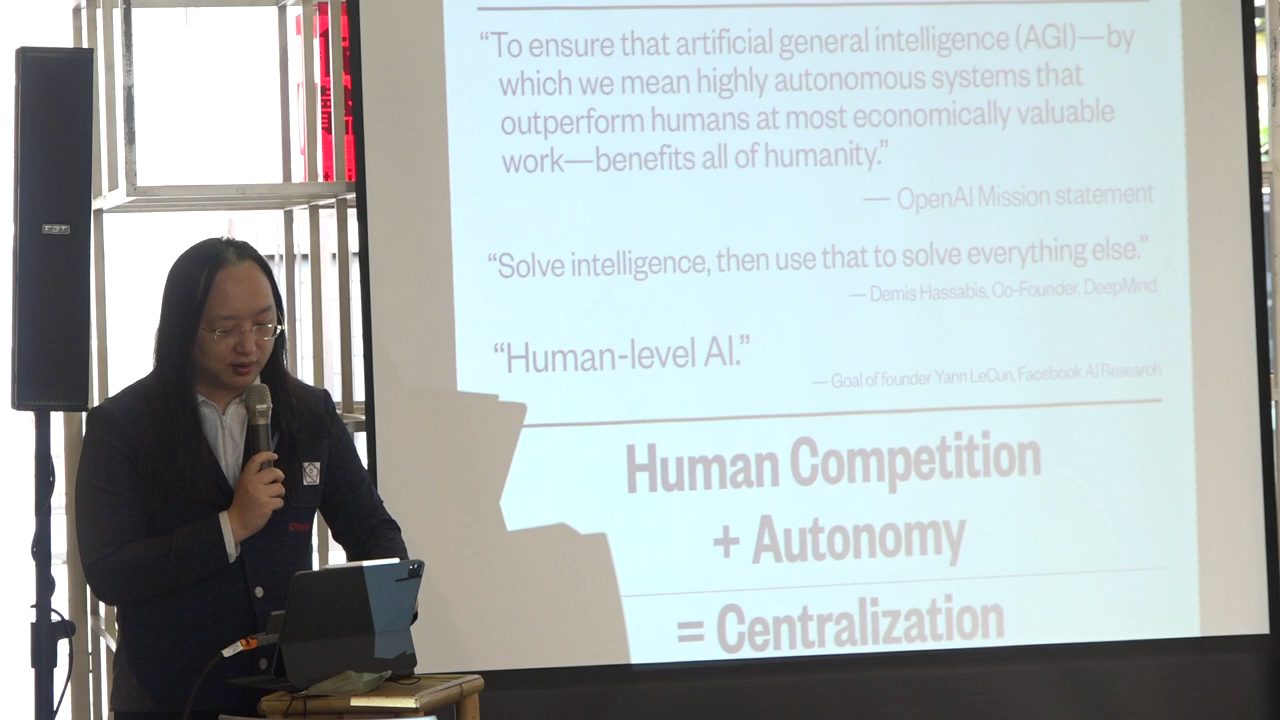 “To ensure that artificial general intelligence (AGI)—by
which we mean highly autonomous systems that
outperform humans at most economically valuable
work—benefits all of humanity.”
— OpenAI Mission statement
“Solve intelligence, then use that to solve everything else.”
— Demis Hassabis, Co-Founder, DeepMind
“Human-level AI.”
— Goal of founder Yann LeCun, Facebook AI Research
Human Competition
+ Autonomy
= Centralization
FBT